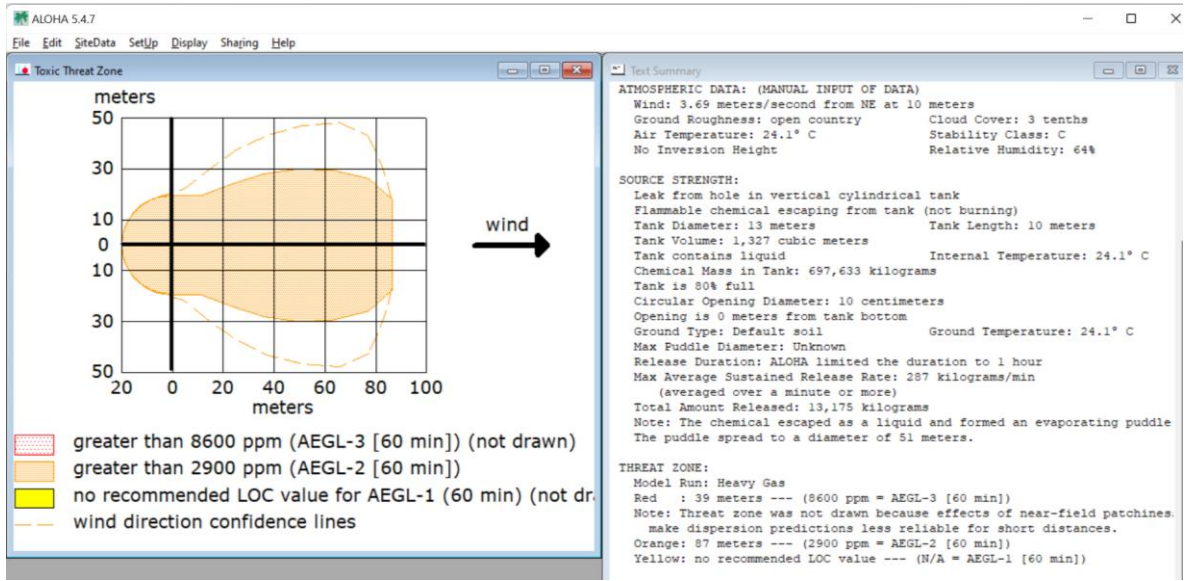 ALOHA 5.4.7
File Edit SiteData SetUp Display Sharing Help
Toxic Threat Zone
meters
50
30
10
0
10
30
50
20 0 20 40 60 80 100
meters
wind
greater than 8600 ppm (AEGL-3 [60 min]) (not drawn)
greater than 2900 ppm (AEGL-2 [60 min])
no recommended LOC value for AEGL-1 (60 min) (not dr
wind direction confidence lines
Text Summary
ATMOSPHERIC DATA: (MANUAL INPUT OF DATA)
Wind: 3.69 meters/second from NE at 10 meters
Ground Roughness: open country Cloud Cover: 3 tenths
Air Temperature: 24.1° C Stability Class: C
No Inversion Height Relative Humidity: 64%
SOURCE STRENGTH:
Leak from hole in vertical cylindrical tank
Flammable chemical escaping from tank (not burning)
Tank Diameter: 13 meters Tank Length: 10 meters
Tank Volume: 1,327 cubic meters
Tank contains liquid Internal Temperature: 24.1° C
Chemical Mass in Tank: 697,633 kilograms
Tank is 80% full
Circular Opening Diameter: 10 centimeters
Opening is 0 meters from tank bottom
Ground Type: Default soil Ground Temperature: 24.1° C
Max Puddle Diameter: Unknown
Release Duration: ALOHA limited the duration to 1 hour
Max Average Sustained Release Rate: 287 kilograms/min
(averaged over a minute or more)
Total Amount Released: 13,175 kilograms
Note: The chemical escaped as a liquid and formed an evaporating puddle
The puddle spread to a diameter of 51 meters.
THREAT ZONE:
Model Run: Heavy Gas
Red : 39 meters --- (8600 ppm = AEGL-3 [60 min])
Note: Threat zone was not drawn because effects of near-field patchines
make dispersion predictions less reliable for short distances.
Orange: 87 meters --- (2900 ppm = AEGL-2 [60 min])
Yellow: no recommended LOC value --- (N/A = AEGL-1 [60 min])